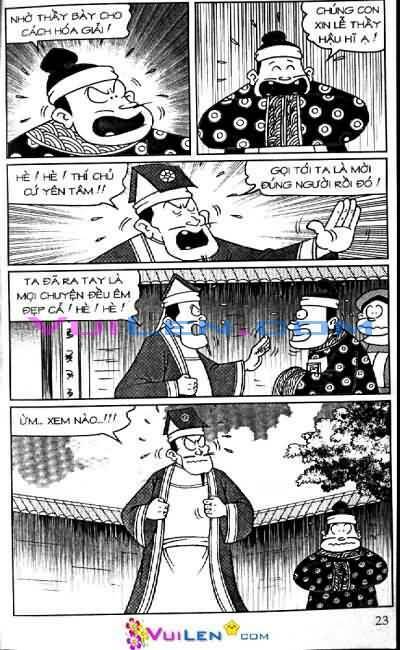 NHỜ THẦY BÀY CHO
CÁCH HÓA GIẢI!
CHÚNG CON
XIN LỄ THẦY
HẬU HĨ Ạ!
HÈ! HÈ! THÍ CHỦ
CỨ YÊN TÂM!!
GỌI TỚI TA LÀ MỜI
ĐÚNG NGƯỜI RỒI ĐÓ!
TA ĐÃ RA TAY LÀ
MỌI CHUYỆN ĐỀU ÊM
ĐẸP CẢ! HÈ! HÈ!
VUILEN.COM
ỪM... XEM NÀO...!!!
23
VUILEN.COM